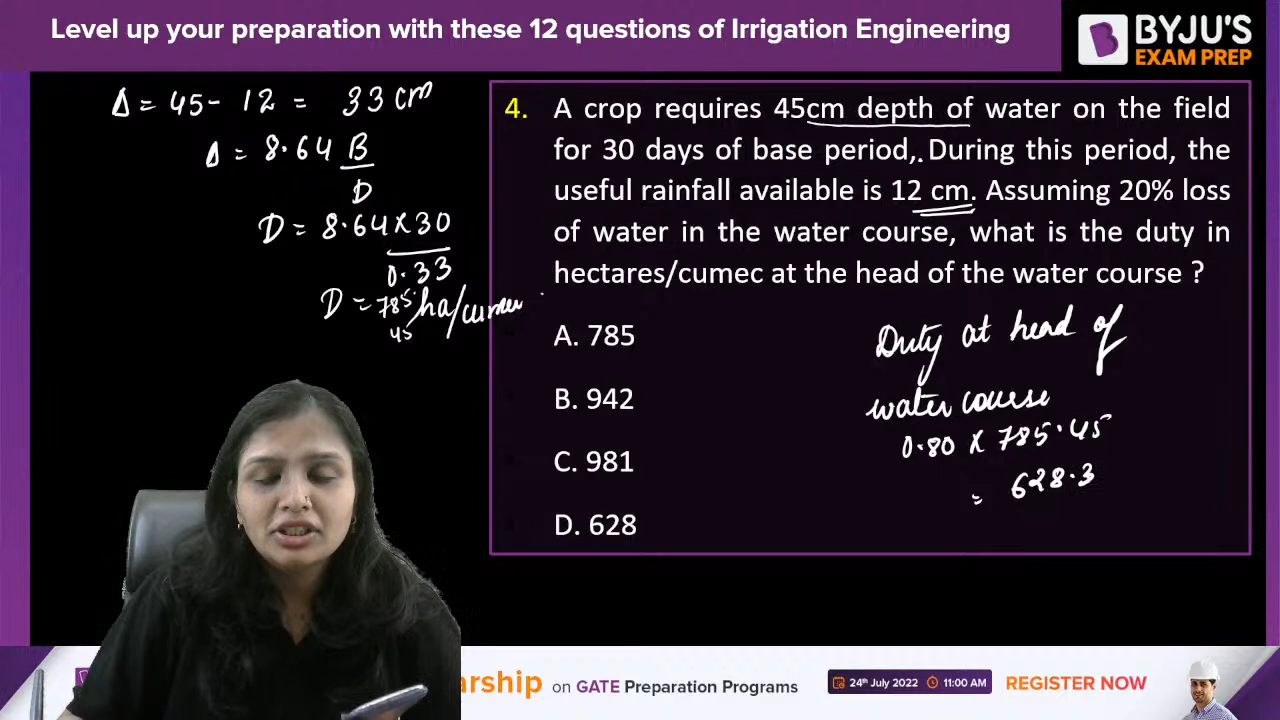 Level up your preparation with these 12 questions of Irrigation Engineering
BYJU'S
EXAM PREP
Δ = 45 - 12 = 33 cm
Δ = 8.64 B/D
D = 8.64 × 30
0.33
D = 785.45 ha/cumec
4. A crop requires 45cm depth of water on the field
for 30 days of base period,. During this period, the
useful rainfall available is 12 cm. Assuming 20% loss
of water in the water course, what is the duty in
hectares/cumec at the head of the water course ?
A. 785
B. 942
C. 981
D. 628
Duty at head of
water course
0.80 × 785.45
= 628.3
arship on GATE Preparation Programs
24th July 2022 11:00 AM
REGISTER NOW